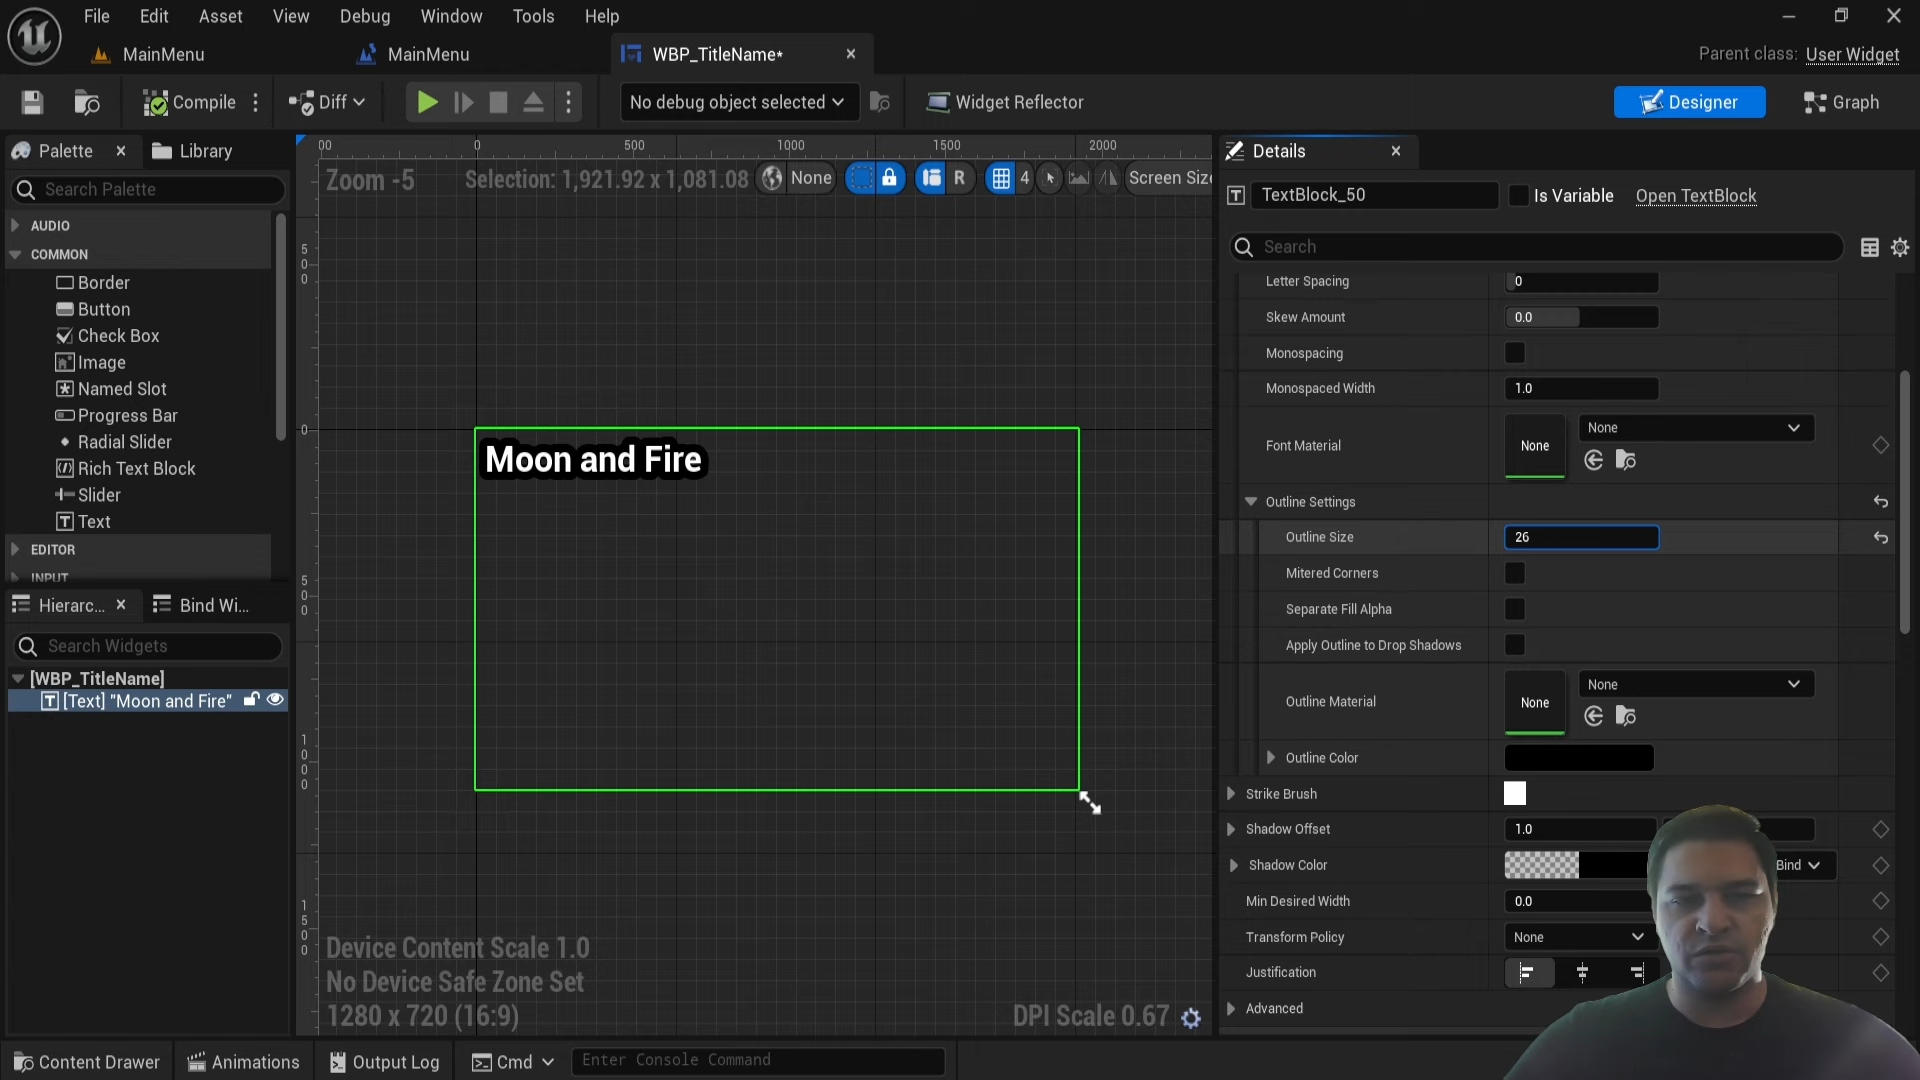 File Edit Asset View Debug Window Tools Help
MainMenu MainMenu WBP_TitleName* Parent class: User Widget
Compile Diff No debug object selected Widget Reflector Designer Graph
Palette Library
Search Palette
AUDIO
COMMON
Border
Button
Check Box
Image
Named Slot
Progress Bar
Radial Slider
Rich Text Block
Slider
Text
EDITOR
INPUT
Hierarc... Bind Wi...
Search Widgets
[WBP_TitleName]
[Text] "Moon and Fire"
00 0 500 1000 1500 2000
Zoom -5 Selection: 1,921.92 x 1,081.08 None R 4 Screen Siz
500
0
Moon and Fire
500
1000
1500
Device Content Scale 1.0
No Device Safe Zone Set
1280 x 720 (16:9) DPI Scale 0.67
Details
TextBlock_50 Is Variable Open TextBlock
Search
Letter Spacing 0
Skew Amount 0.0
Monospacing
Monospaced Width 1.0
Font Material None None
Outline Settings
Outline Size 26
Mitered Corners
Separate Fill Alpha
Apply Outline to Drop Shadows
Outline Material None None
Outline Color
Strike Brush
Shadow Offset 1.0
Shadow Color Bind
Min Desired Width 0.0
Transform Policy None
Justification
Advanced
Content Drawer Animations Output Log Cmd Enter Console Command